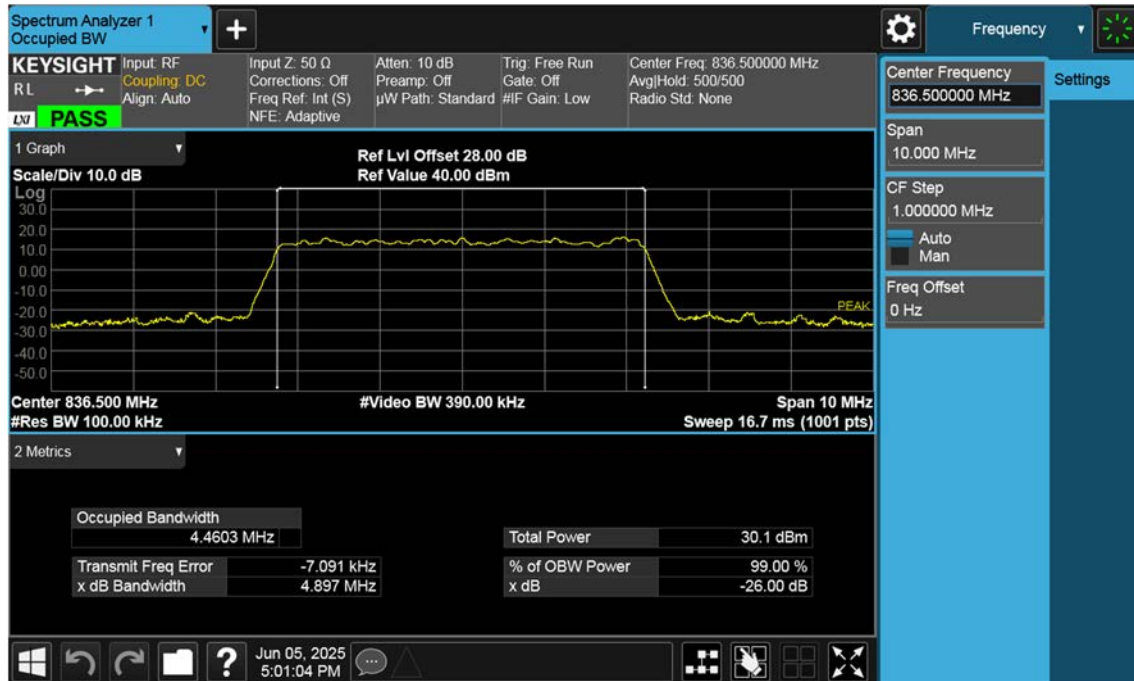 Spectrum Analyzer 1
Occupied BW
Frequency
KEYSIGHT
RL
LXI PASS
Input: RF
Coupling: DC
Align: Auto
Input Z: 50 Ω
Corrections: Off
Freq Ref: Int (S)
NFE: Adaptive
Atten: 10 dB
Preamp: Off
µW Path: Standard
Trig: Free Run
Gate: Off
#IF Gain: Low
Center Freq: 836.500000 MHz
Avg|Hold: 500/500
Radio Std: None
1 Graph
Scale/Div 10.0 dB
Ref Lvl Offset 28.00 dB
Ref Value 40.00 dBm
Log
30.0
20.0
10.0
0.00
-10.0
-20.0
-30.0
-40.0
-50.0
PEAK
Center 836.500 MHz
#Video BW 390.00 kHz
Span 10 MHz
#Res BW 100.00 kHz
Sweep 16.7 ms (1001 pts)
2 Metrics
Occupied Bandwidth
4.4603 MHz
Transmit Freq Error -7.091 kHz
x dB Bandwidth 4.897 MHz
Total Power 30.1 dBm
% of OBW Power 99.00 %
x dB -26.00 dB
Center Frequency
836.500000 MHz
Span
10.000 MHz
CF Step
1.000000 MHz
Auto
Man
Freq Offset
0 Hz
Settings
?
Jun 05, 2025
5:01:04 PM